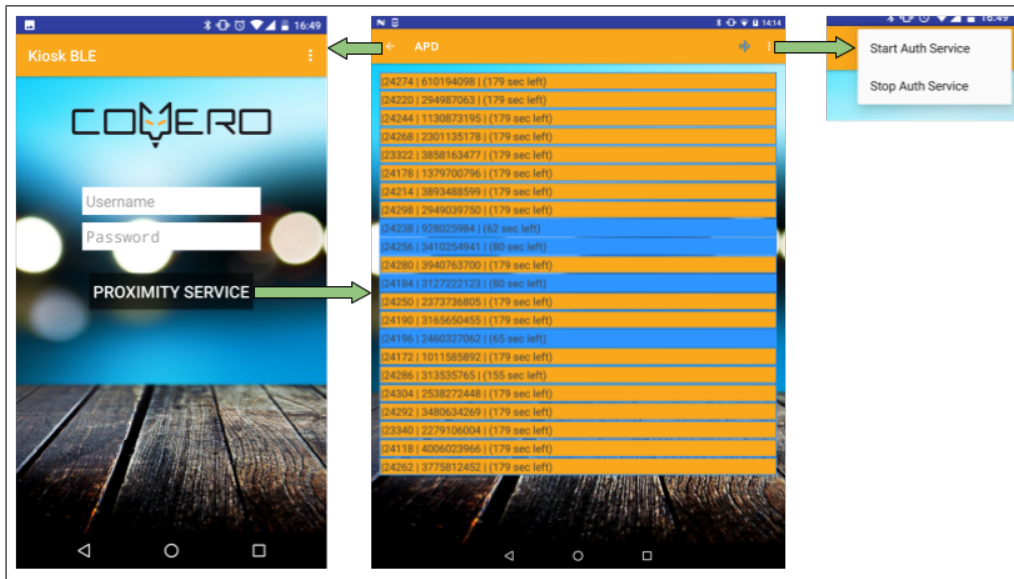 16:49
Kiosk BLE
COMERO
Username
Password
PROXIMITY SERVICE
N
14:14
APD
|24274 | 610194098 | (179 sec left)
|24220 | 294987063 | (179 sec left)
|24244 | 1130873195 | (179 sec left)
|24268 | 2301135178 | (179 sec left)
|23322 | 3858163477 | (179 sec left)
|24178 | 1379700796 | (179 sec left)
|24214 | 3893488599 | (179 sec left)
|24298 | 2949039750 | (179 sec left)
|24238 | 928025984 | (62 sec left)
|24256 | 3410254941 | (80 sec left)
|24280 | 3940763700 | (179 sec left)
|24184 | 3127222123 | (80 sec left)
|24250 | 2373736805 | (179 sec left)
|24190 | 3165650455 | (179 sec left)
|24196 | 2460327062 | (65 sec left)
|24172 | 1011585892 | (179 sec left)
|24286 | 313535765 | (155 sec left)
|24304 | 2538272448 | (179 sec left)
|24292 | 3480634269 | (179 sec left)
|23340 | 2279106004 | (179 sec left)
|24118 | 4006023966 | (179 sec left)
|24262 | 3775812452 | (179 sec left)
16:49
Start Auth Service
Stop Auth Service